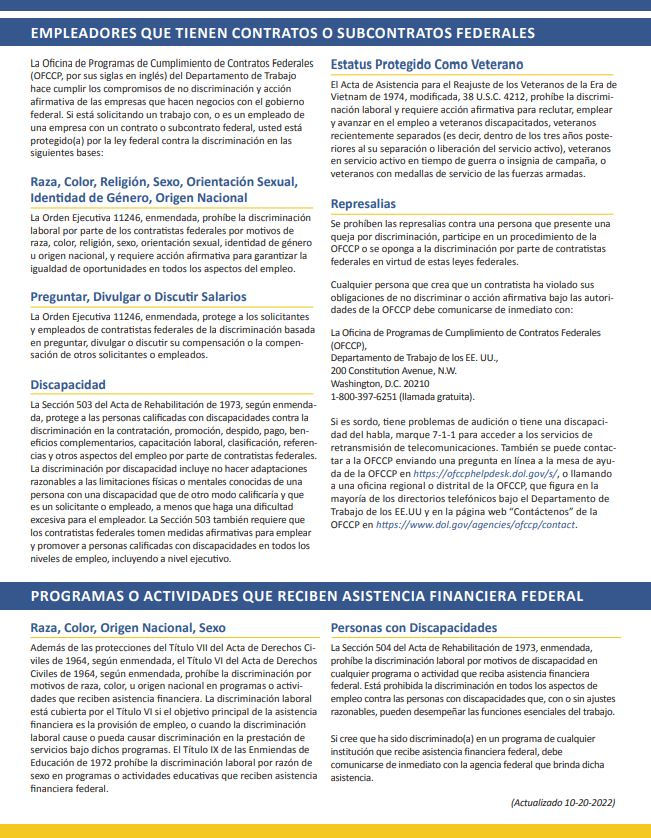 EMPLEADORES QUE TIENEN CONTRATOS O SUBCONTRATOS FEDERALES
La Oficina de Programas de Cumplimiento de Contratos Federales
(OFCCP, por sus siglas en inglés) del Departamento de Trabajo
hace cumplir los compromisos de no discriminación y acción
afirmativa de las empresas que hacen negocios con el gobierno
federal. Si está solicitando un trabajo con, o es un empleado de
una empresa con un contrato o subcontrato federal, usted está
protegido(a) por la ley federal contra la discriminación en las
siguientes bases:
Raza, Color, Religión, Sexo, Orientación Sexual,
Identidad de Género, Origen Nacional
La Orden Ejecutiva 11246, enmendada, prohíbe la discriminación
laboral por parte de los contratistas federales por motivos de
raza, color, religión, sexo, orientación sexual, identidad de género
u origen nacional, y requiere acción afirmativa para garantizar la
igualdad de oportunidades en todos los aspectos del empleo.
Preguntar, Divulgar o Discutir Salarios
La Orden Ejecutiva 11246, enmendada, protege a los solicitantes
y empleados de contratistas federales de la discriminación basada
en preguntar, divulgar o discutir su compensación o la compen-
sación de otros solicitantes o empleados.
Discapacidad
La Sección 503 del Acta de Rehabilitación de 1973, según enmenda-
da, protege a las personas calificadas con discapacidades contra la
discriminación en la contratación, promoción, despido, pago, ben-
eficios complementarios, capacitación laboral, clasificación, referen-
cias y otros aspectos del empleo por parte de contratistas federales.
La discriminación por discapacidad incluye no hacer adaptaciones
razonables a las limitaciones físicas o mentales conocidas de una
persona con una discapacidad que de otro modo calificaría y que
es un solicitante o empleado, a menos que haga una dificultad
excesiva para el empleador. La Sección 503 también requiere que
los contratistas federales tomen medidas afirmativas para emplear
y promover a personas calificadas con discapacidades en todos los
niveles de empleo, incluyendo a nivel ejecutivo.
Estatus Protegido Como Veterano
El Acta de Asistencia para el Reajuste de los Veteranos de la Era de
Vietnam de 1974, modificada, 38 U.S.C. 4212, prohíbe la discrimi-
nación laboral y requiere acción afirmativa para reclutar, emplear
y avanzar en el empleo a veteranos discapacitados, veteranos
recientemente separados (es decir, dentro de los tres años poste-
riores al su separación o liberación del servicio activo), veteranos
en servicio activo en tiempo de guerra o insignia de campaña, o
veteranos con medallas de servicio de las fuerzas armadas.
Represalias
Se prohíben las represalias contra una persona que presente una
queja por discriminación, participe en un procedimiento de la
OFCCP o se oponga a la discriminación por parte de contratistas
federales en virtud de estas leyes federales.
Cualquier persona que crea que un contratista ha violado sus
obligaciones de no discriminar o acción afirmativa bajo las autori-
dades de la OFCCP debe comunicarse de inmediato con:
La Oficina de Programas de Cumplimiento de Contratos Federales
(OFCCP),
Departamento de Trabajo de los EE. UU.,
200 Constitution Avenue, N.W.
Washington, D.C. 20210
1-800-397-6251 (llamada gratuita).
Si es sordo, tiene problemas de audición o tiene una discapaci-
dad del habla, marque 7-1-1 para acceder a los servicios de
retransmisión de telecomunicaciones. También se puede contac-
tar a la OFCCP enviando una pregunta en línea a la mesa de ayu-
da de la OFCCP en https://ofccphelpdesk.dol.gov/s/, o llamando
a una oficina regional o distrital de la OFCCP, que figura en la
mayoría de los directorios telefónicos bajo el Departamento de
Trabajo de los EE.UU y en la página web “Contáctenos” de la
OFCCP en https://www.dol.gov/agencies/ofccp/contact.
PROGRAMAS O ACTIVIDADES QUE RECIBEN ASISTENCIA FINANCIERA FEDERAL
Raza, Color, Origen Nacional, Sexo
Además de las protecciones del Título VII del Acta de Derechos Ci-
viles de 1964, según enmendada, el Título VI del Acta de Derechos
Civiles de 1964, según enmendada, prohíbe la discriminación por
motivos de raza, color, u origen nacional en programas o activi-
dades que reciben asistencia financiera. La discriminación laboral
está cubierta por el Título VI si el objetivo principal de la asistencia
financiera es la provisión de empleo, o cuando la discriminación
laboral cause o pueda causar discriminación en la prestación de
servicios bajo dichos programas. El Título IX de las Enmiendas de
Educación de 1972 prohíbe la discriminación laboral por razón de
sexo en programas o actividades educativas que reciben asistencia
financiera federal.
Personas con Discapacidades
La Sección 504 del Acta de Rehabilitación de 1973, enmendada,
prohíbe la discriminación laboral por motivos de discapacidad en
cualquier programa o actividad que reciba asistencia financiera
federal. Está prohibida la discriminación en todos los aspectos de
empleo contra las personas con discapacidades que, con o sin ajustes
razonables, pueden desempeñar las funciones esenciales del trabajo.
Si cree que ha sido discriminado(a) en un programa de cualquier
institución que recibe asistencia financiera federal, debe
comunicarse de inmediato con la agencia federal que brinda dicha
asistencia.
(Actualizado 10-20-2022)